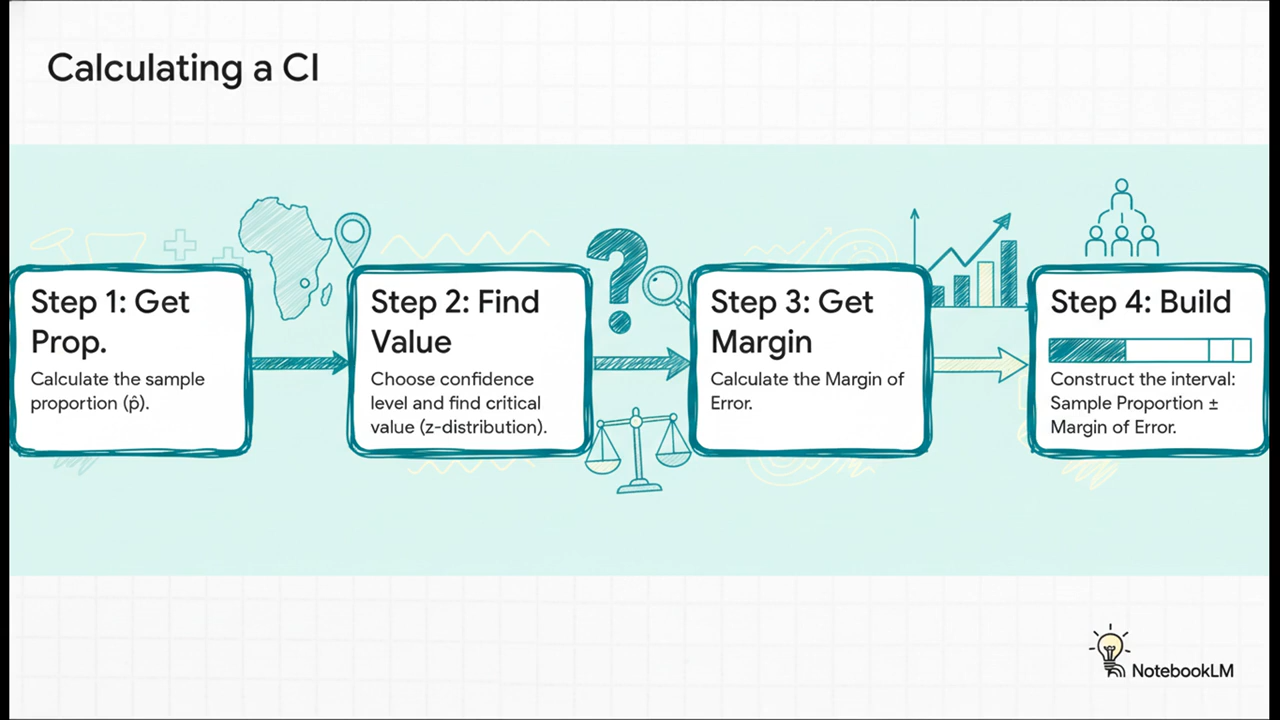 Calculating a CI
Step 1: Get
Prop.
Calculate the sample
proportion (p̂).
Step 2: Find
Value
Choose confidence
level and find critical
value (z-distribution).
Step 3: Get
Margin
Calculate the Margin of
Error.
Step 4: Build
Construct the interval:
Sample Proportion ±
Margin of Error.
NotebookLM